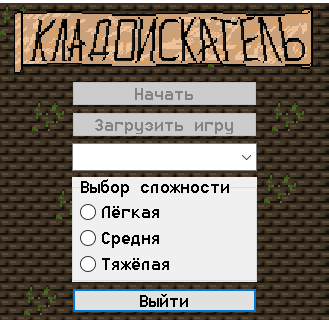 КЛАДОИСКАТЕЛЬ
Начать
Загрузить игру
Выбор сложности
Лёгкая
Средня
Тяжёлая
Выйти